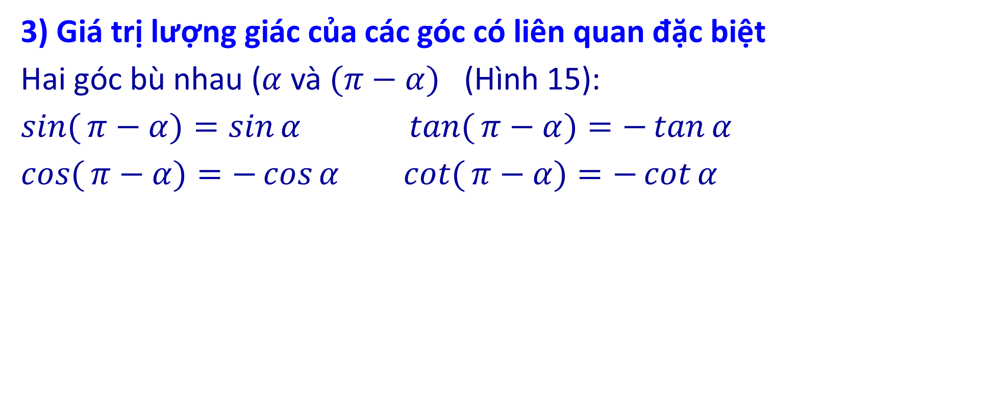 3) Giá trị lượng giác của các góc có liên quan đặc biệt
Hai góc bù nhau (α và (π − α) (Hình 15):
sin( π − α) = sin α tan( π − α) = − tan α
cos( π − α) = − cos α cot( π − α) = − cot α